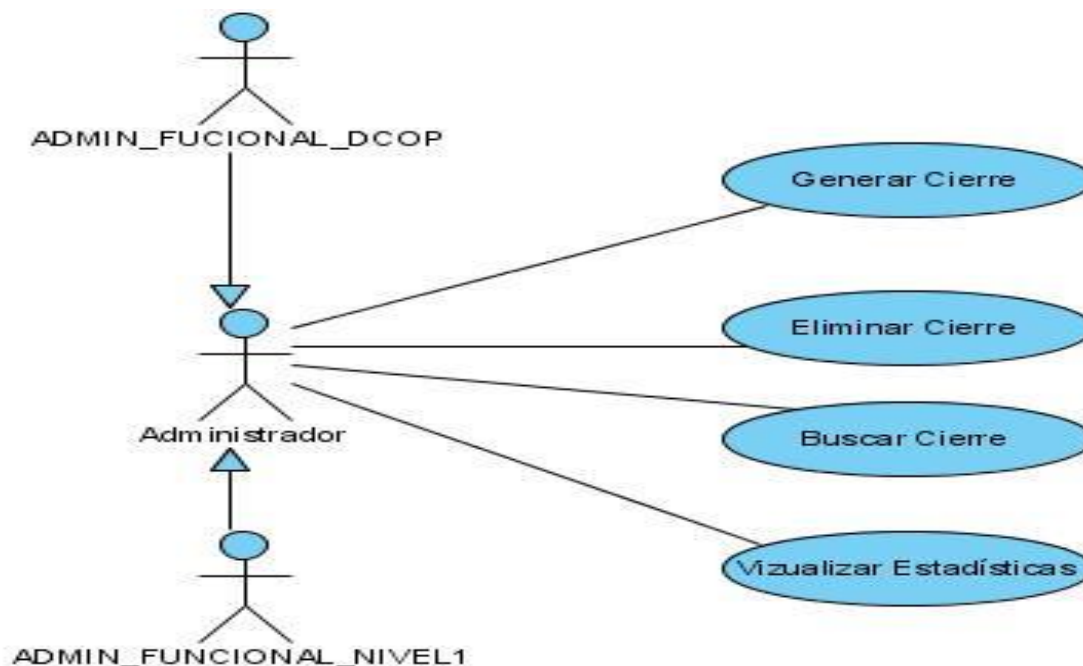 ADMIN_FUCIONAL_DCOP
Generar Cierre
Eliminar Cierre
Administrador
Buscar Cierre
Vizualizar Estadísticas
ADMIN_FUNCIONAL_NIVEL1